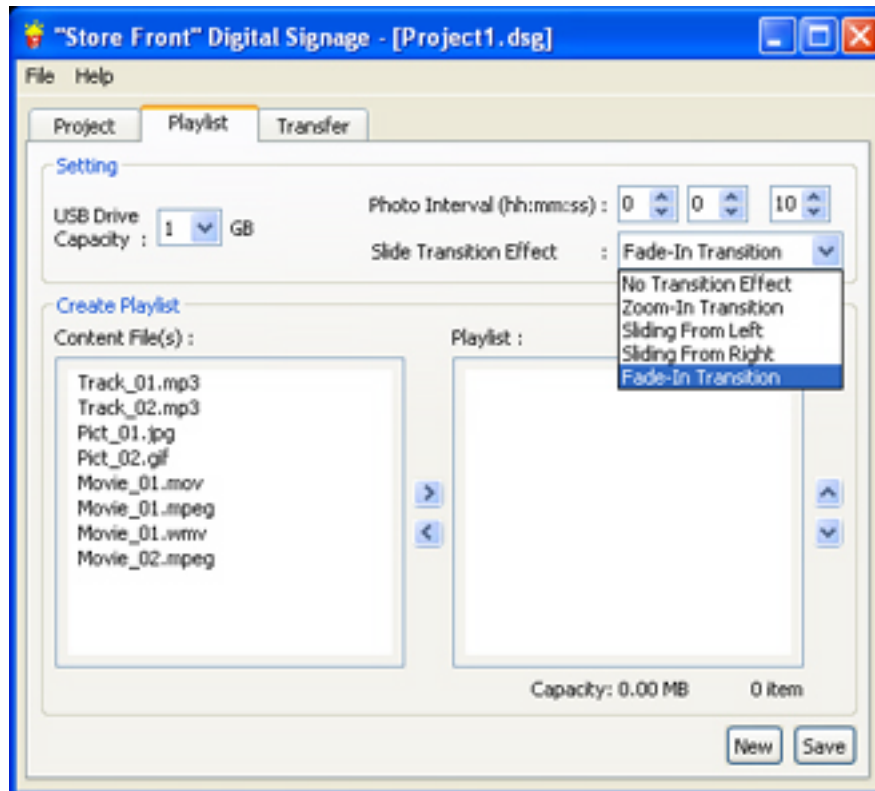 "Store Front" Digital Signage - [Project1.dsg]
File Help
Project Playlist Transfer
Setting
USB Drive
Capacity : 1 GB
Photo Interval (hh:mm:ss) : 0 0 10
Slide Transition Effect : Fade-In Transition
No Transition Effect
Zoom-In Transition
Sliding From Left
Sliding From Right
Fade-In Transition
Create Playlist
Content File(s) :
Track_01.mp3
Track_02.mp3
Pict_01.jpg
Pict_02.gif
Movie_01.mov
Movie_01.mpeg
Movie_01.wmv
Movie_02.mpeg
Playlist :
Capacity: 0.00 MB 0 item
New Save